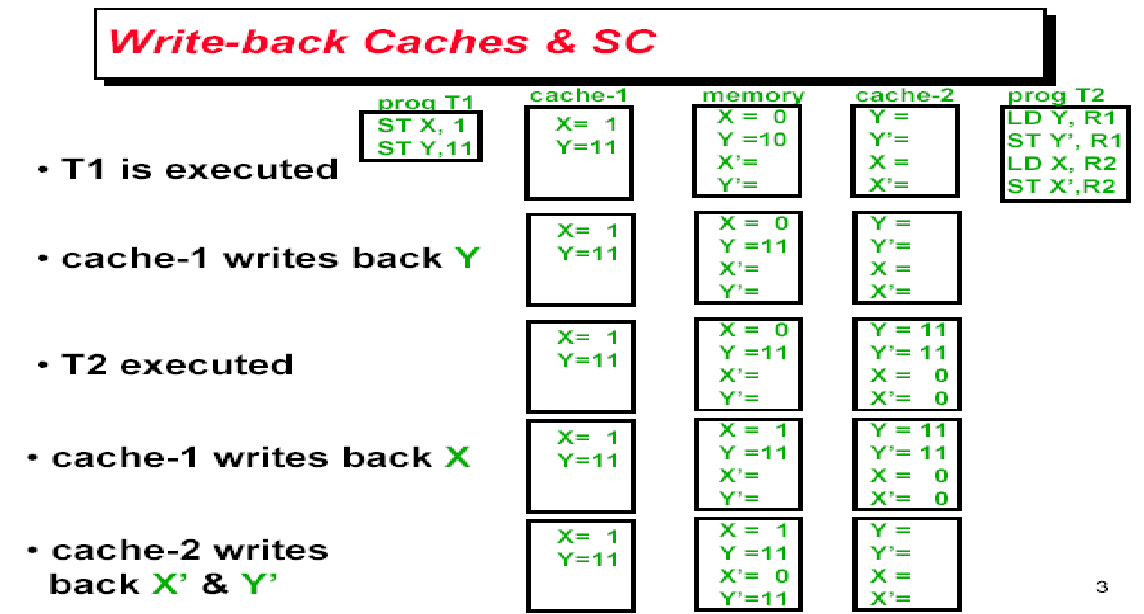 Write-back Caches & SC
prog T1
ST X, 1
ST Y,11
cache-1
X= 1
Y=11
memory
X = 0
Y =10
X'=
Y'=
cache-2
Y =
Y'=
X =
X'=
prog T2
LD Y, R1
ST Y', R1
LD X, R2
ST X',R2
• T1 is executed
• cache-1 writes back Y
X= 1
Y=11
X = 0
Y =11
X'=
Y'=
Y =
Y'=
X =
X'=
• T2 executed
X= 1
Y=11
X = 0
Y =11
X'=
Y'=
Y = 11
Y'= 11
X = 0
X'= 0
• cache-1 writes back X
X= 1
Y=11
X = 1
Y =11
X'=
Y'=
Y = 11
Y'= 11
X = 0
X'= 0
• cache-2 writes
back X' & Y'
X= 1
Y=11
X = 1
Y =11
X'= 0
Y'=11
Y =
Y'=
X =
X'=
3